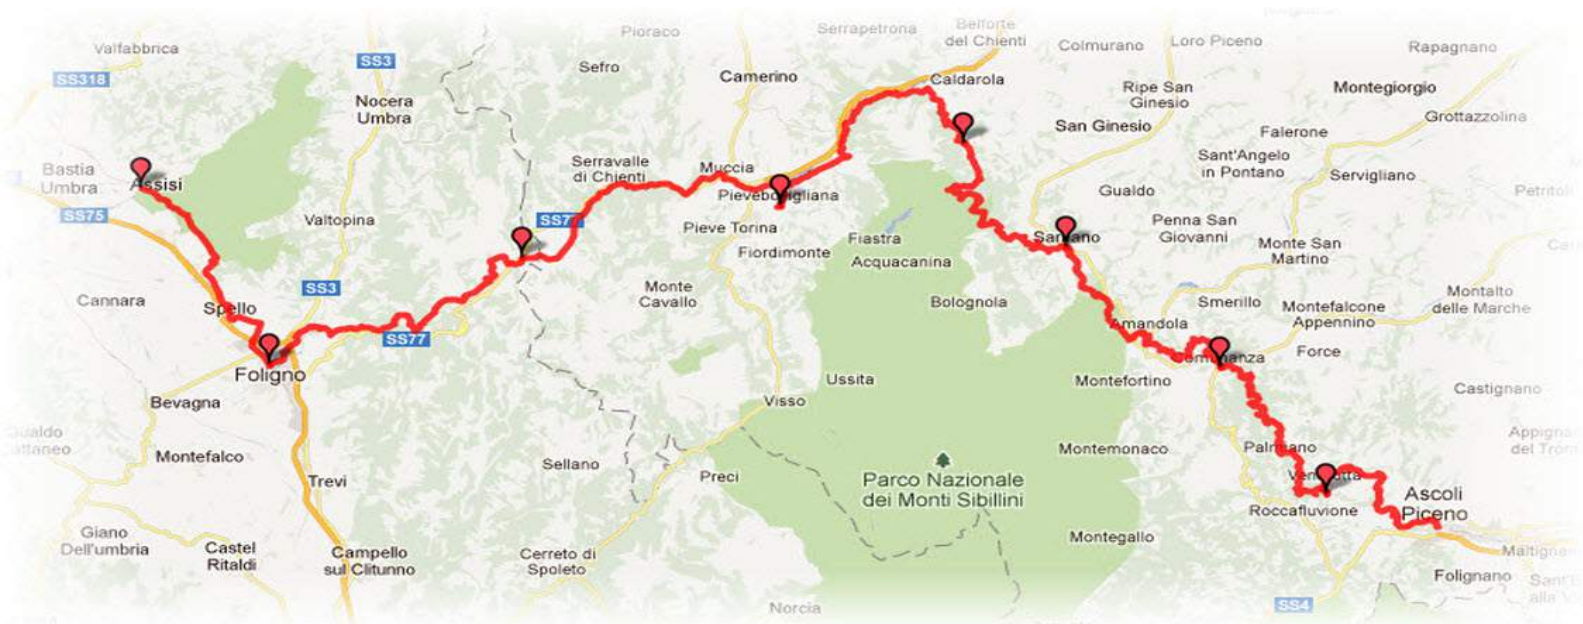 Belforte
del Chienti
Serrapetrona
Pioraco
Colmurano
Loro Piceno
Rapagnano
Valfabbrica
SS318
SS3
Sefro
Camerino
Caldarola
Ripe San
Ginesio
Montegiorgio
Nocera
Umbra
San Ginesio
Falerone
Grottazzolina
Bastia
Umbra
Assisi
Serravalle
di Chienti
Muccia
Sant'Angelo
in Pontano
Servigliano
Pievebovigliana
Gualdo
SS75
Valtopina
SS77
Pieve Torina
Fiordimonte
Fiastra
Acquacanina
Sarnano
Penna San
Giovanni
Monte San
Martino
Cannara
Spello
SS3
Monte
Cavallo
Bolognola
Smerillo
Montefalcone
Appennino
Montalto
delle Marche
Amandola
SS77
Comunanza
Force
Foligno
Ussita
Montefortino
Castignano
Bevagna
Visso
Montefalco
Sellano
Preci
Montemonaco
Palmiano
Trevi
Parco Nazionale
dei Monti Sibillini
Venarotta
Roccafluvione
Ascoli
Piceno
Giano
Dell'umbria
Castel
Ritaldi
Campello
sul Clitunno
Cerreto di
Spoleto
Montegallo
Folignano
SS4
Norcia